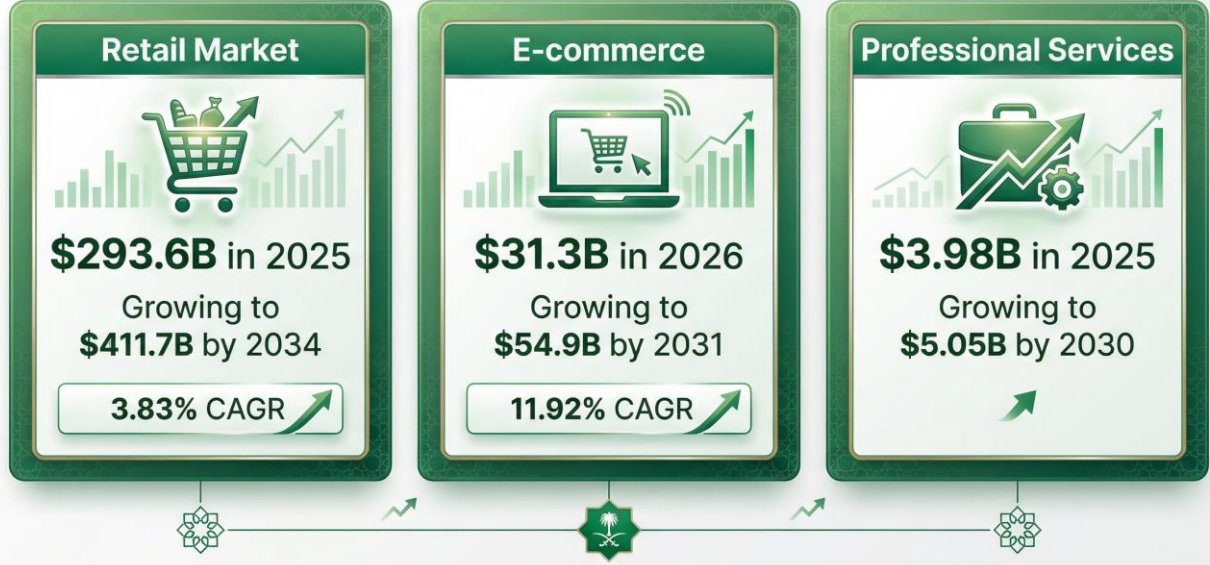 Retail Market
$293.6B in 2025
Growing to
$411.7B by 2034
3.83% CAGR
E-commerce
$31.3B in 2026
Growing to
$54.9B by 2031
11.92% CAGR
Professional Services
$3.98B in 2025
Growing to
$5.05B by 2030